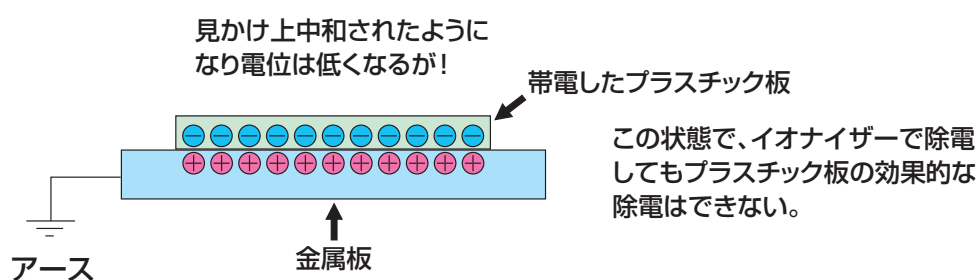 見かけ上中和されたように
なり電位は低くなるが！
帯電したプラスチック板
この状態で、イオナイザーで除電
してもプラスチック板の効果的な
除電はできない。
金属板
アース